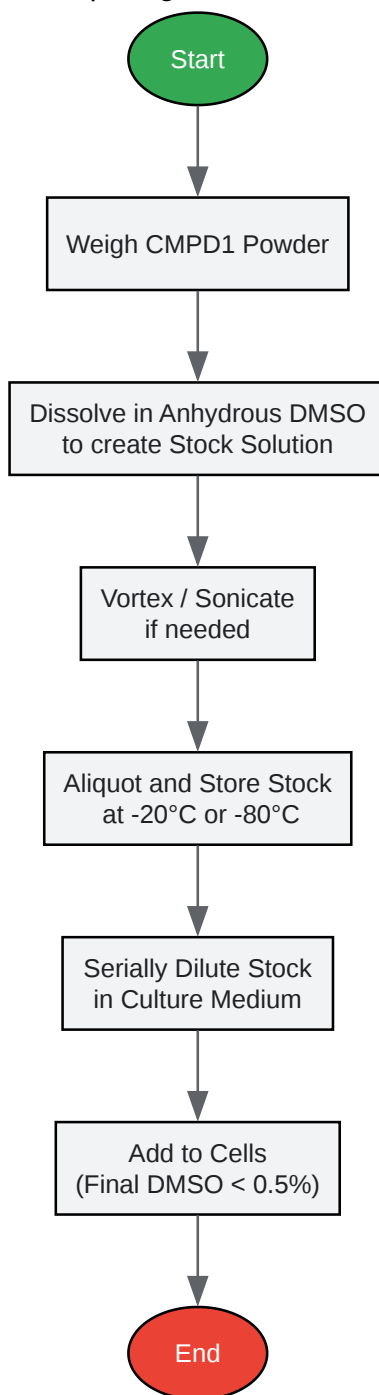 Start
Weigh CMPD1 Powder
Dissolve in Anhydrous DMSO
to create Stock Solution
Vortex / Sonicate
if needed
Aliquot and Store Stock
at -20°C or -80°C
Serially Dilute Stock
in Culture Medium
Add to Cells
(Final DMSO < 0.5%)
End